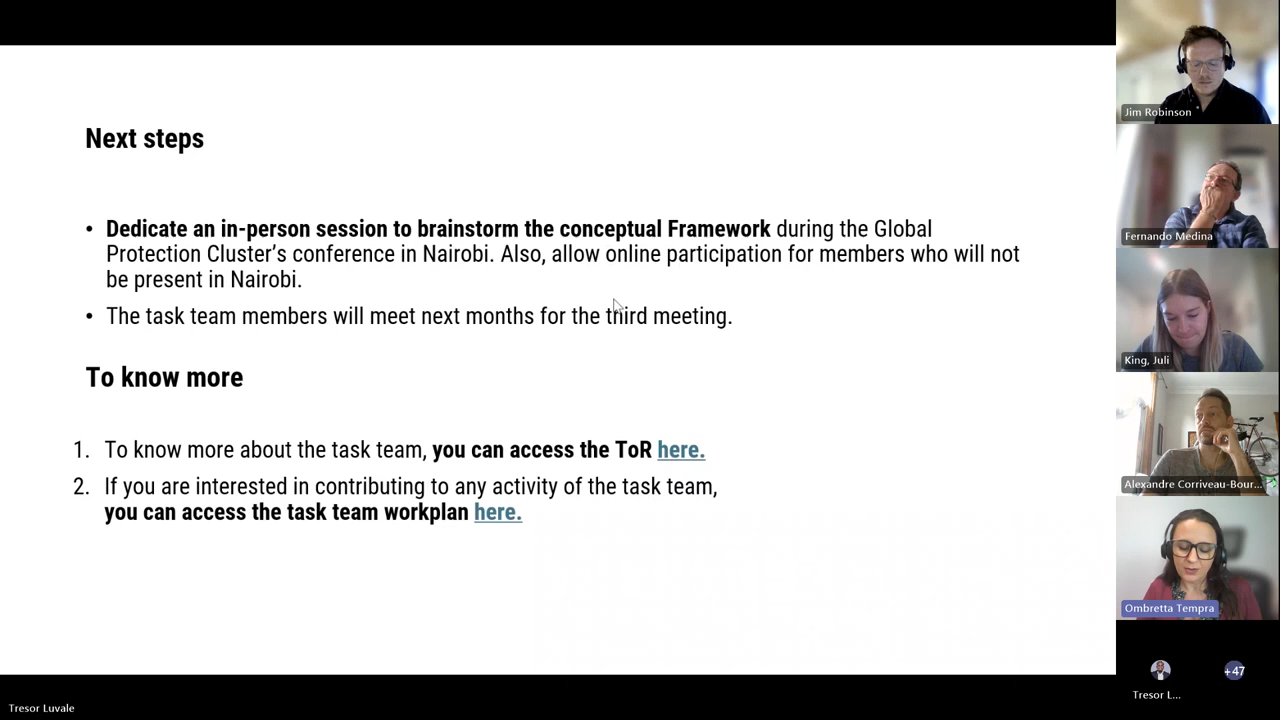 Next steps
• Dedicate an in-person session to brainstorm the conceptual Framework during the Global
Protection Cluster’s conference in Nairobi. Also, allow online participation for members who will not
be present in Nairobi.
• The task team members will meet next months for the third meeting.
To know more
1. To know more about the task team, you can access the ToR here.
2. If you are interested in contributing to any activity of the task team,
you can access the task team workplan here.
Jim Robinson
Fernando Medina
King, Juli
Alexandre Corriveau-Bour...
Ombretta Tempra
+47
Tresor L...
Tresor Luvale